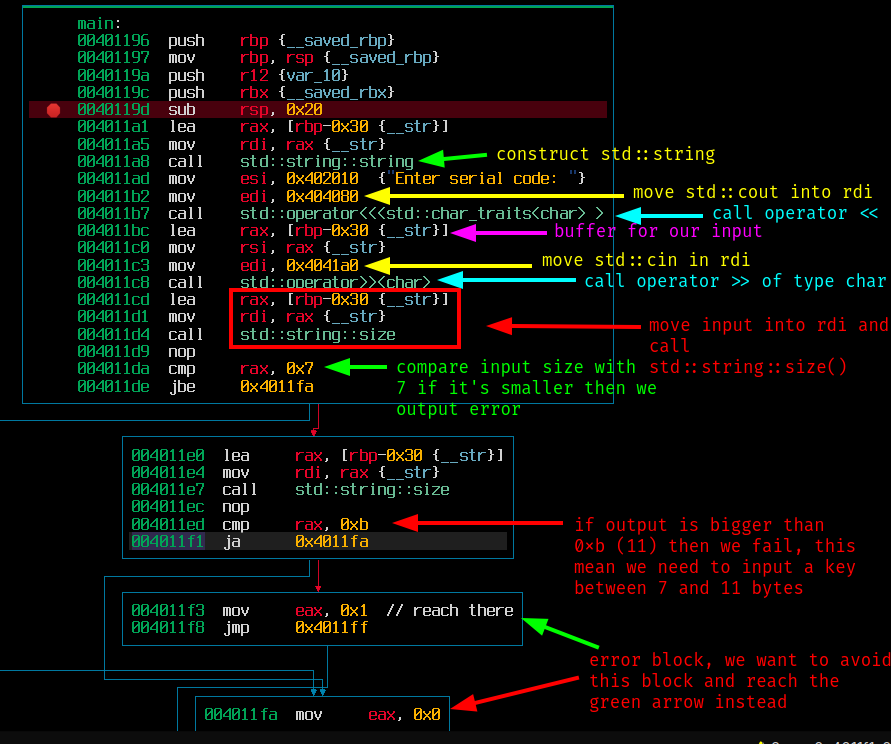 main:
00401196 push rbp {__saved_rbp}
00401197 mov rbp, rsp {__saved_rbp}
0040119a push r12 {var_10}
0040119c push rbx {__saved_rbx}
0040119d sub rsp, 0x20
004011a1 lea rax, [rbp-0x30 {__str}]
004011a5 mov rdi, rax {__str}
004011a8 call std::string::string
construct std::string
004011ad mov esi, 0x402010 {"Enter serial code: "}
004011b2 mov edi, 0x404080
move std::cout into rdi
004011b7 call std::operator<<<std::char_traits<char> >
call operator <<
004011bc lea rax, [rbp-0x30 {__str}]
buffer for our input
004011c0 mov rsi, rax {__str}
004011c3 mov edi, 0x4041a0
move std::cin in rdi
004011c8 call std::operator>><char>
call operator >> of type char
004011cd lea rax, [rbp-0x30 {__str}]
004011d1 mov rdi, rax {__str}
004011d4 call std::string::size
move input into rdi and
call
std::string::size()
004011d9 nop
004011da cmp rax, 0x7
004011de jbe 0x4011fa
compare input size with
7 if it's smaller then we
output error
004011e0 lea rax, [rbp-0x30 {__str}]
004011e4 mov rdi, rax {__str}
004011e7 call std::string::size
004011ec nop
004011ed cmp rax, 0xb
004011f1 ja 0x4011fa
if output is bigger than
0×b (11) then we fail, this
mean we need to input a key
between 7 and 11 bytes
004011f3 mov eax, 0x1 // reach there
004011f8 jmp 0x4011ff
error block, we want to avoid
this block and reach the
green arrow instead
004011fa mov eax, 0x0